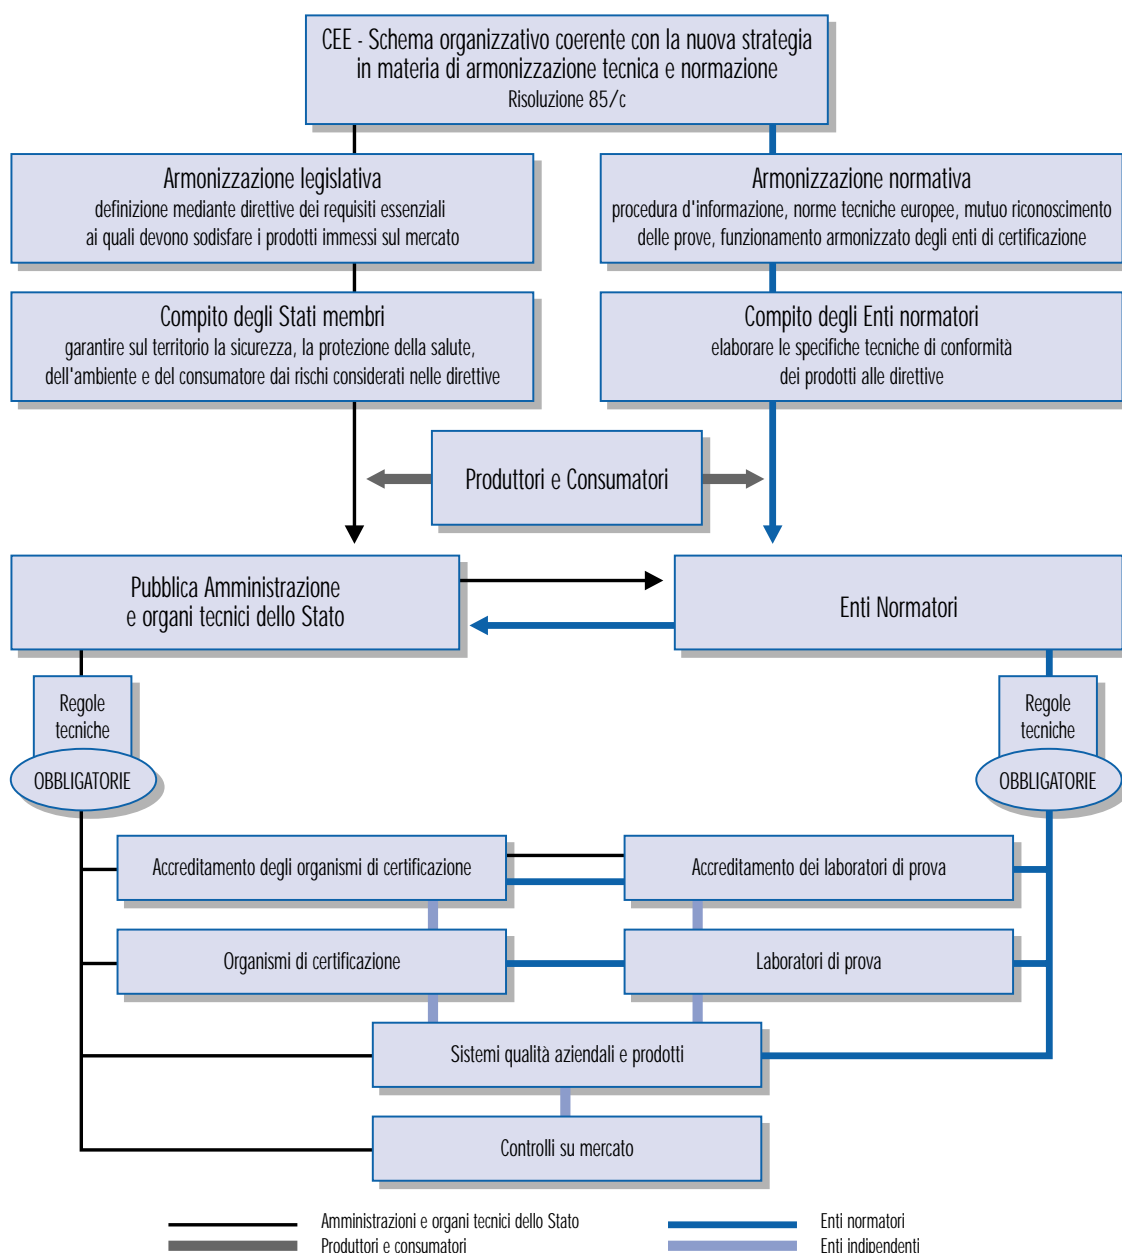 CEE - Schema organizzativo coerente con la nuova strategia
in materia di armonizzazione tecnica e normazione
Risoluzione 85/c
Armonizzazione legislativa
definizione mediante direttive dei requisiti essenziali
ai quali devono sodisfare i prodotti immessi sul mercato
Armonizzazione normativa
procedura d'informazione, norme tecniche europee, mutuo riconoscimento
delle prove, funzionamento armonizzato degli enti di certificazione
Compito degli Stati membri
garantire sul territorio la sicurezza, la protezione della salute,
dell'ambiente e del consumatore dai rischi considerati nelle direttive
Compito degli Enti normatori
elaborare le specifiche tecniche di conformità
dei prodotti alle direttive
Produttori e Consumatori
Pubblica Amministrazione
e organi tecnici dello Stato
Enti Normatori
Regole
tecniche
OBBLIGATORIE
Regole
tecniche
OBBLIGATORIE
Accreditamento degli organismi di certificazione
Accreditamento dei laboratori di prova
Organismi di certificazione
Laboratori di prova
Sistemi qualità aziendali e prodotti
Controlli su mercato
Amministrazioni e organi tecnici dello Stato
Enti normatori
Produttori e consumatori
Enti indipendenti